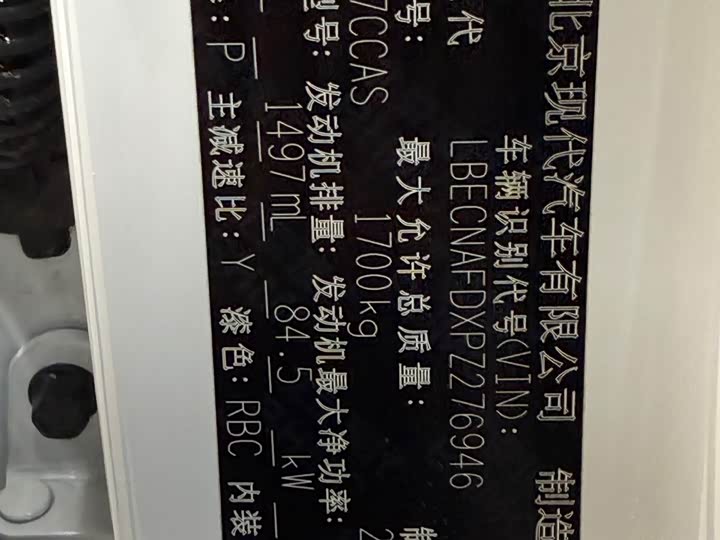 北京现代汽车有限公司 制造
代 车辆识别代号(VIN):
LBECNAFDXPZ276946
号: 最大允许总质量:
7CCAS 1700kg
型号: 发动机排量: 发动机最大净功率:
1497mL 84.5 kW
: P 主减速比: Y 漆色: RBC 内装